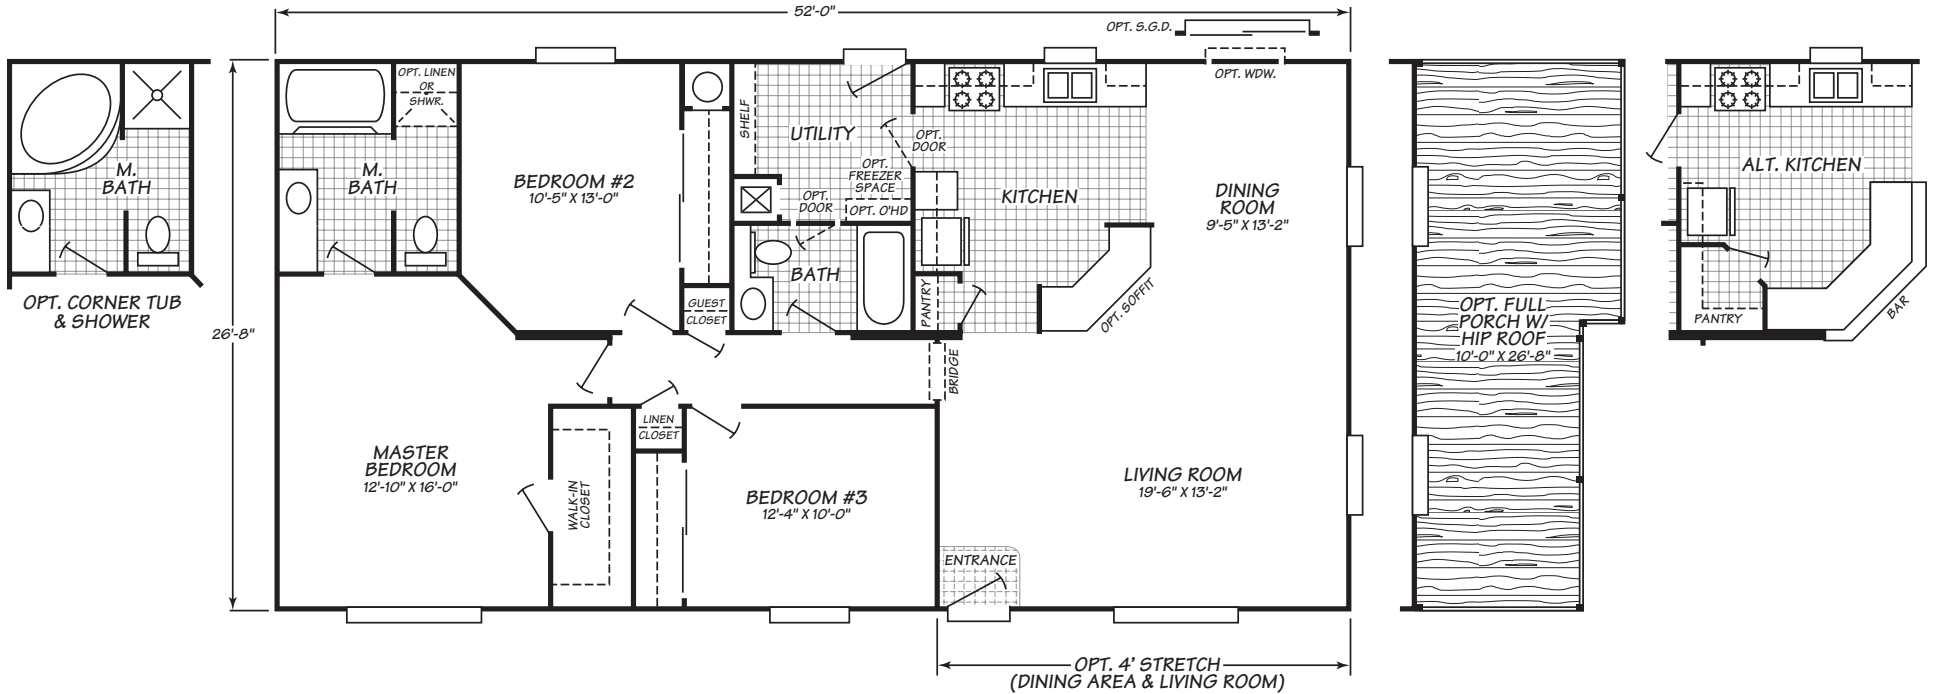 52'-0"
OPT. S.G.D.
OPT. WDW.
26'-8"
M.
BATH
OPT. CORNER TUB
& SHOWER
OPT. LINEN
OR
SHWR.
M.
BATH
BEDROOM #2
10'-5" X 13'-0"
GUEST
CLOSET
SHELF
UTILITY
OPT.
DOOR
OPT.
FREEZER
SPACE
OPT.
DOOR
OPT. O'HD
BATH
KITCHEN
PANTRY
OPT. SOFFIT
DINING
ROOM
9'-5" X 13'-2"
BRIDGE
MASTER
BEDROOM
12'-10" X 16'-0"
WALK-IN
CLOSET
LINEN
CLOSET
BEDROOM #3
12'-4" X 10'-0"
LIVING ROOM
19'-6" X 13'-2"
ENTRANCE
OPT. 4' STRETCH
(DINING AREA & LIVING ROOM)
OPT. FULL
PORCH W/
HIP ROOF
10'-0" X 26'-8"
ALT. KITCHEN
PANTRY
BAR